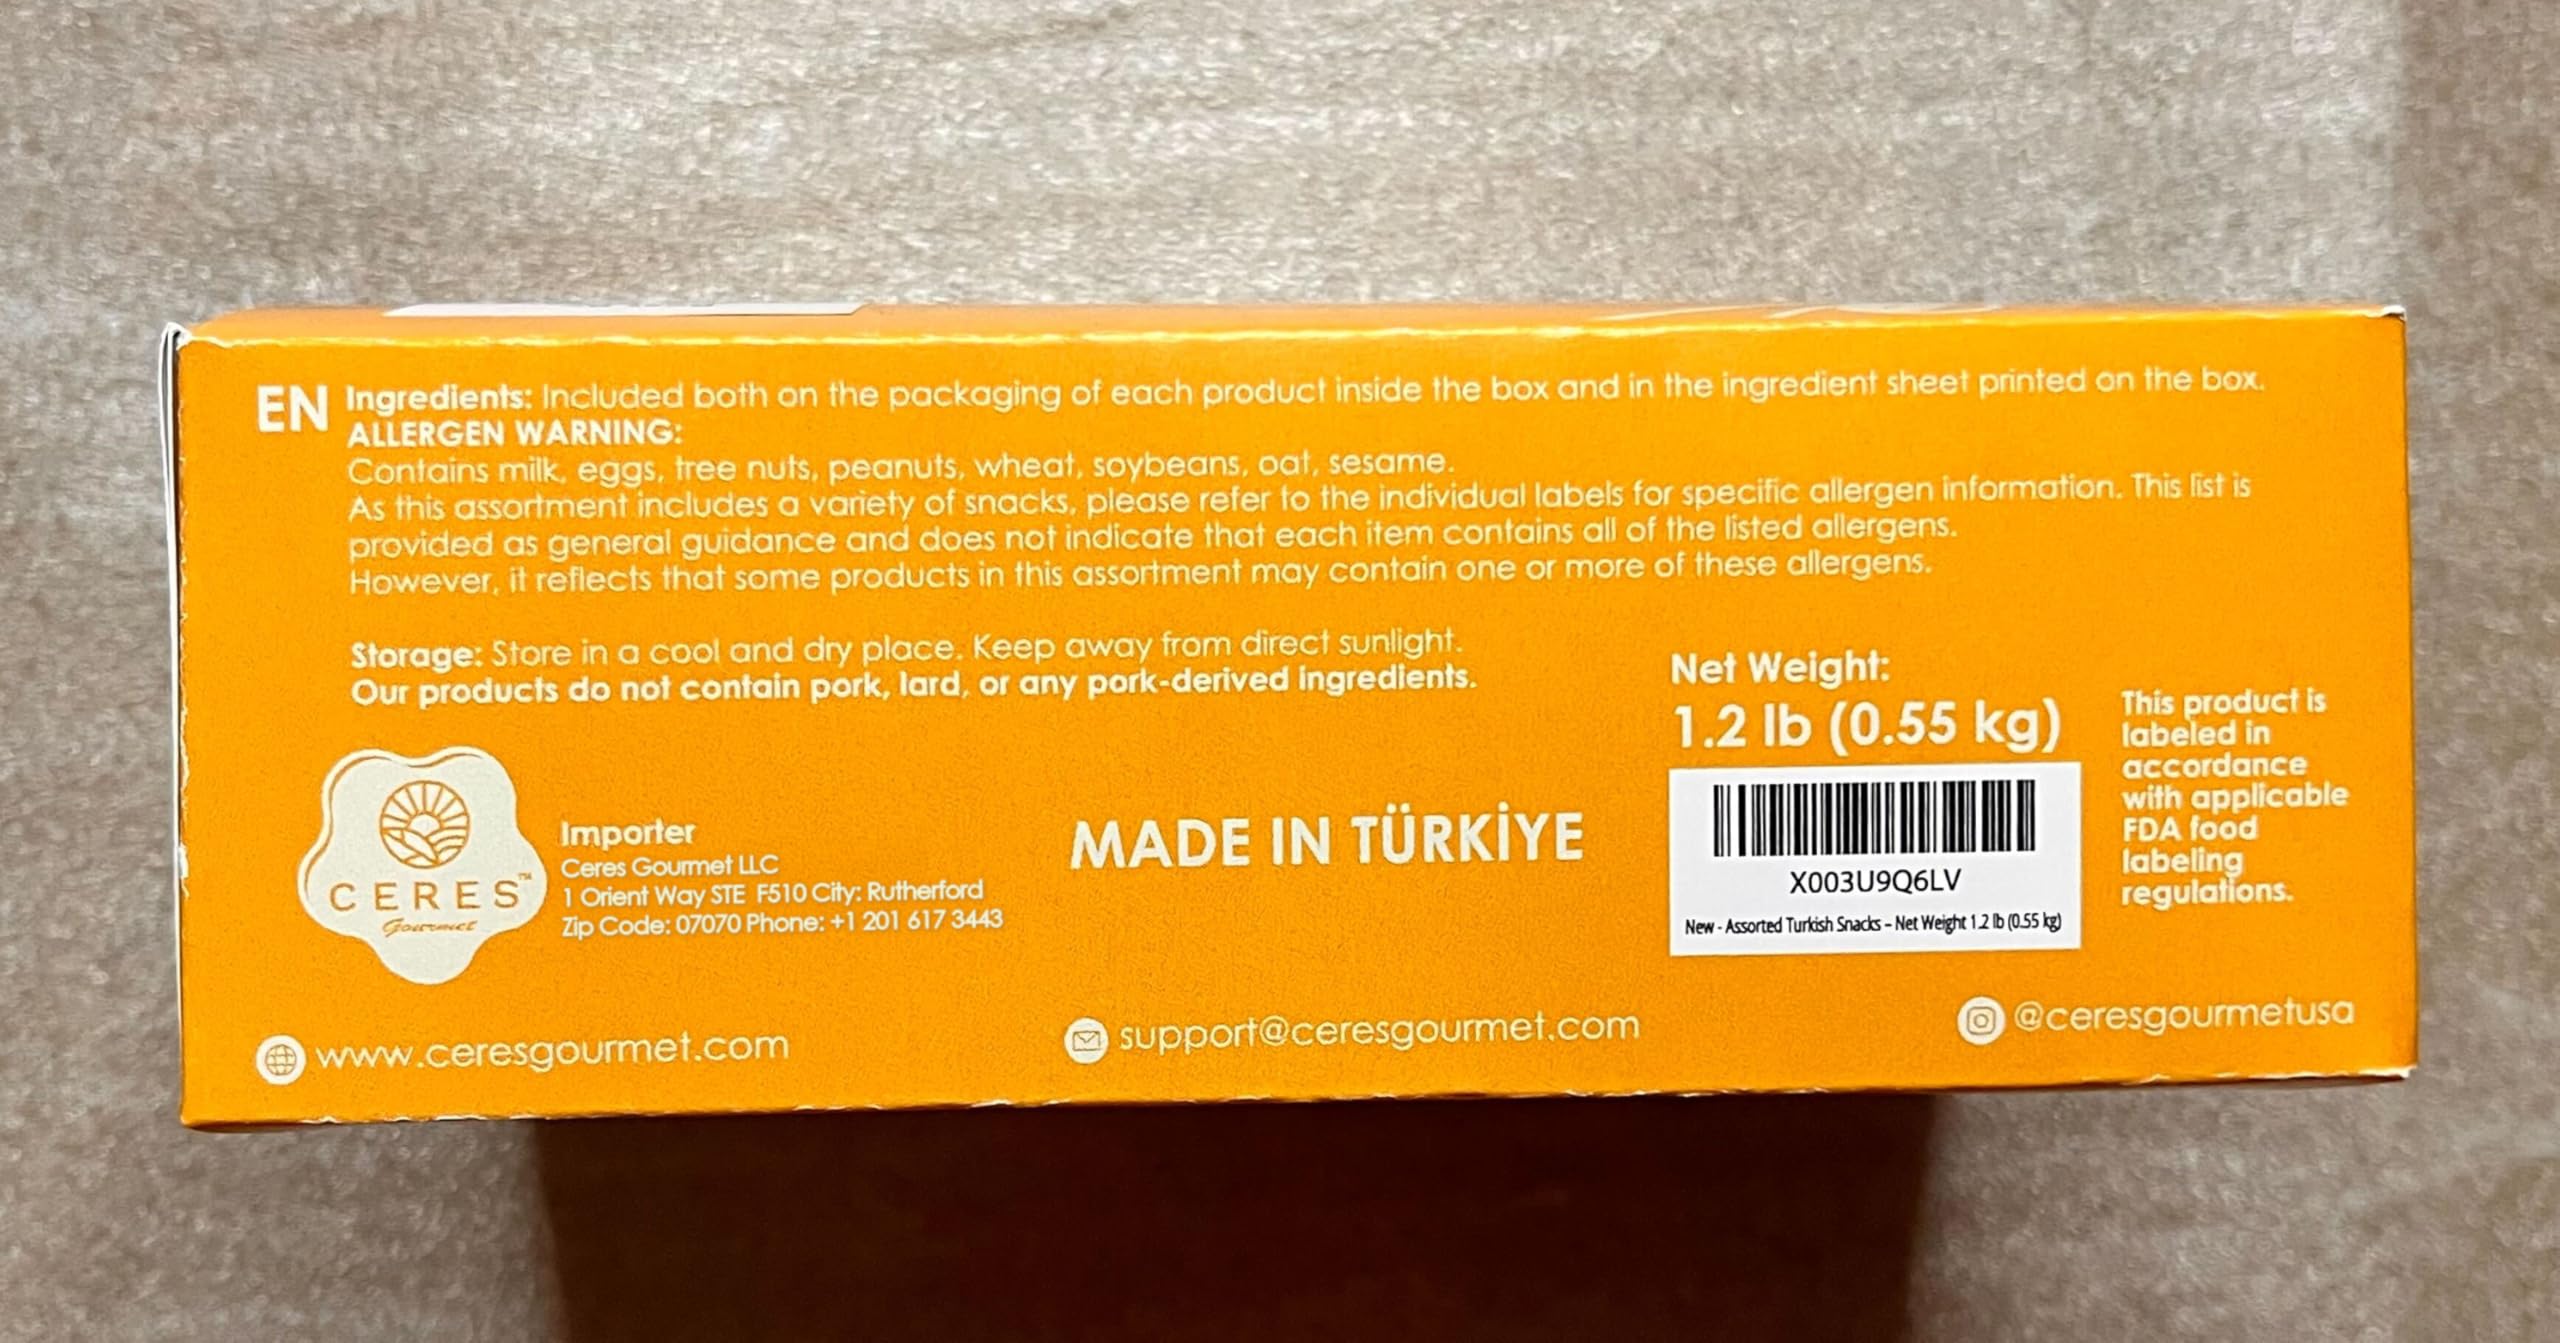 EN Ingredients: Included both on the packaging of each product inside the box and in the ingredient sheet printed on the box.
ALLERGEN WARNING:
Contains milk, eggs, tree nuts, peanuts, wheat, soybeans, oat, sesame.
As this assortment includes a variety of snacks, please refer to the individual labels for specific allergen information. This list is
provided as general guidance and does not indicate that each item contains all of the listed allergens.
However, it reflects that some products in this assortment may contain one or more of these allergens.
Storage: Store in a cool and dry place. Keep away from direct sunlight.
Our products do not contain pork, lard, or any pork-derived ingredients.
CERES™
Gourmet
Importer
Ceres Gourmet LLC
1 Orient Way STE F510 City: Rutherford
Zip Code: 07070 Phone: +1 201 617 3443
MADE IN TÜRKİYE
Net Weight:
1.2 lb (0.55 kg)
X003U9Q6LV
New - Assorted Turkish Snacks – Net Weight 1.2 lb (0.55 kg)
This product is
labeled in
accordance
with applicable
FDA food
labeling
regulations.
www.ceresgourmet.com
support@ceresgourmet.com
@ceresgourmetusa